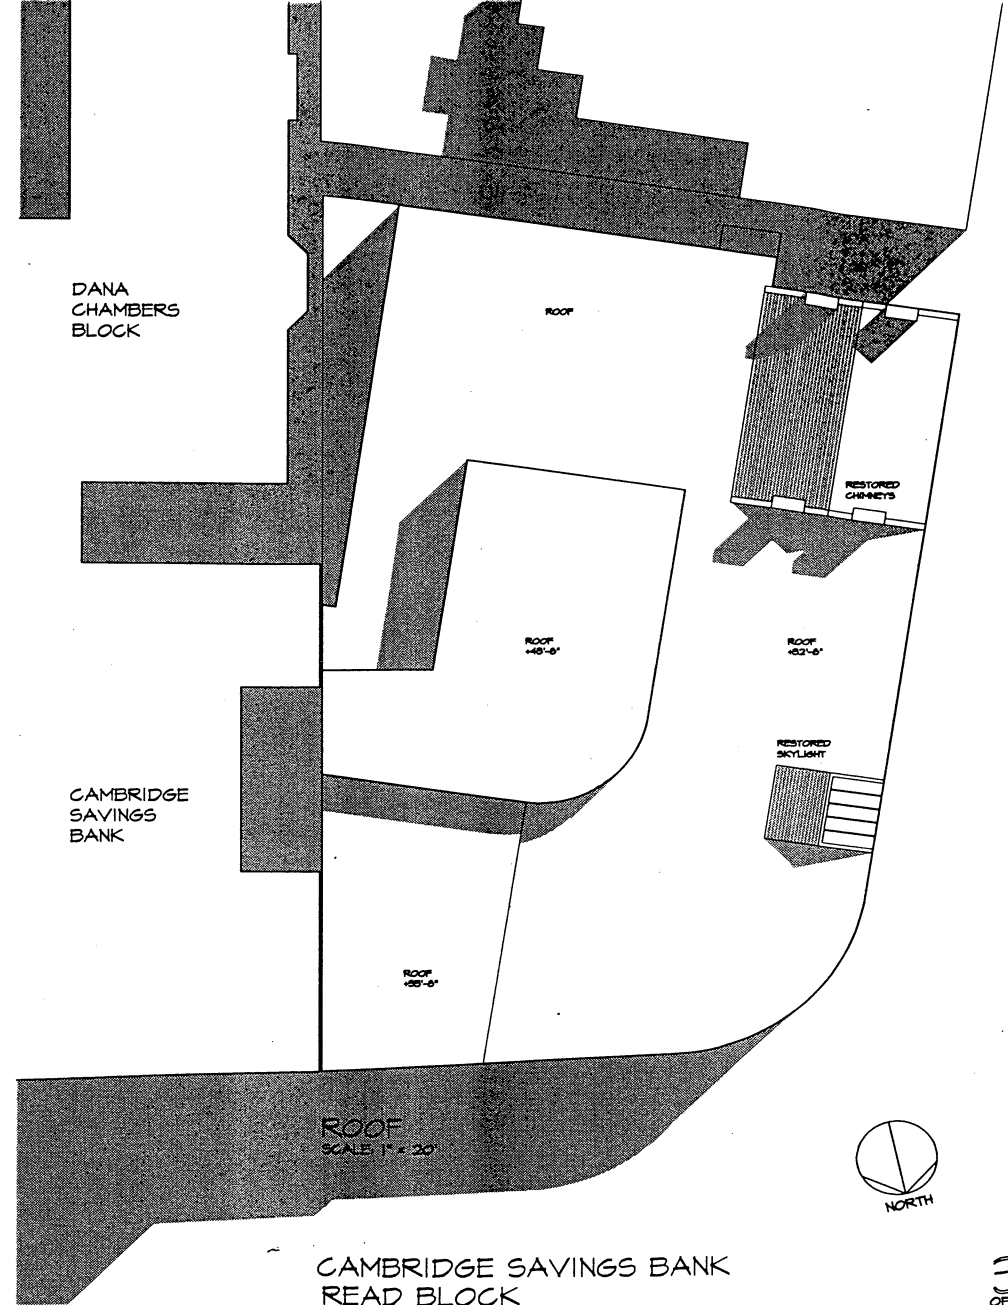 DANA
CHAMBERS
BLOCK
ROOF
RESTORED
CHIMNEYS
ROOF
ROOF
RESTORED
SKYLIGHT
CAMBRIDGE
SAVINGS
BANK
ROOF
ROOF
SCALE 1" = 20'
NORTH
CAMBRIDGE SAVINGS BANK
READ BLOCK